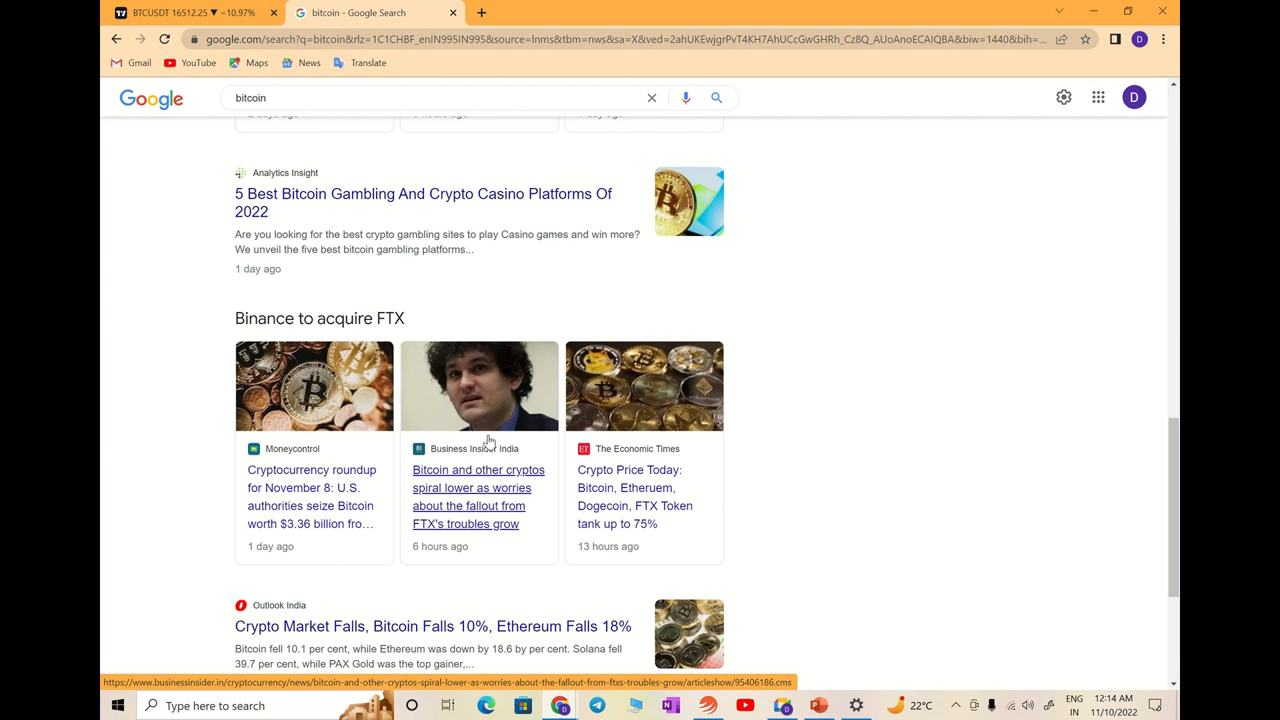 BTCUSDT 16512.25 ▼ −10.97%
bitcoin - Google Search
google.com/search?q=bitcoin&rlz=1C1CHBF_enIN995IN995&source=lnms&tbm=nws&sa=X&ved=2ahUKEwjgrPvT4KH7AhUCcGwGHRh_Cz8Q_AUoAnoECAIQBA&biw=1440&bih=...
Gmail YouTube Maps News Translate
D
Google
bitcoin
D
Analytics Insight
5 Best Bitcoin Gambling And Crypto Casino Platforms Of
2022
Are you looking for the best crypto gambling sites to play Casino games and win more?
We unveil the five best bitcoin gambling platforms...
1 day ago
Binance to acquire FTX
Moneycontrol
Cryptocurrency roundup
for November 8: U.S.
authorities seize Bitcoin
worth $3.36 billion fro...
1 day ago
Business Insider India
Bitcoin and other cryptos
spiral lower as worries
about the fallout from
FTX's troubles grow
6 hours ago
ET The Economic Times
Crypto Price Today:
Bitcoin, Etheruem,
Dogecoin, FTX Token
tank up to 75%
13 hours ago
Outlook India
Crypto Market Falls, Bitcoin Falls 10%, Ethereum Falls 18%
Bitcoin fell 10.1 per cent, while Ethereum was down by 18.6 by per cent. Solana fell
39.7 per cent, while PAX Gold was the top gainer,...
https://www.businessinsider.in/cryptocurrency/news/bitcoin-and-other-cryptos-spiral-lower-as-worries-about-the-fallout-from-ftxs-troubles-grow/articleshow/95406186.cms
Type here to search
22°C
ENG
IN
12:14 AM
11/10/2022